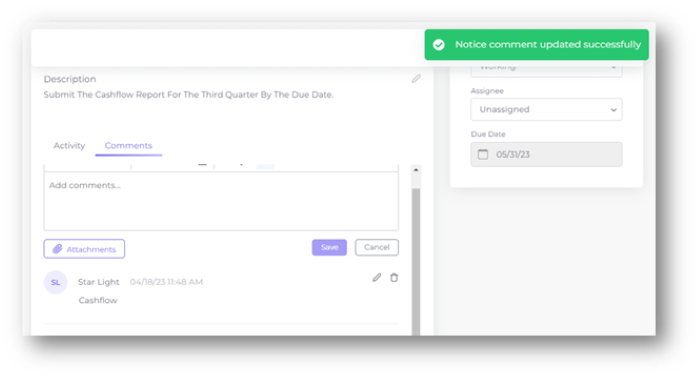 Notice comment updated successfully
Description
Submit The Cashflow Report For The Third Quarter By The Due Date.
Working
Assignee
Unassigned
Due Date
05/31/23
Activity
Comments
Add comments...
Attachments
Save
Cancel
SL
Star Light 04/18/23 11:48 AM
Cashflow